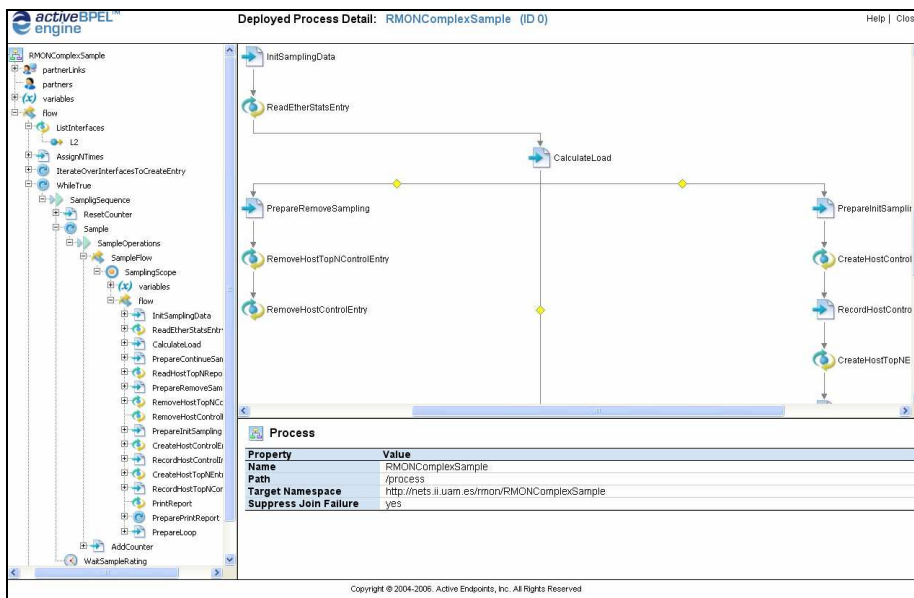 activeBPEL™
engine
Deployed Process Detail: RMONComplexSample (ID 0)
Help | Clos
RMONComplexSample
partnerLinks
partners
(x) variables
flow
ListInterfaces
L2
AssignNTimes
IterateOverInterfacesToCreateEntry
WhileTrue
SampligSequence
ResetCounter
Sample
SampleOperations
SampleFlow
SamplingScope
(x) variables
flow
InitSamplingData
ReadEtherStatsEntr
CalculateLoad
PrepareContinueSan
ReadHostTopNRepo
PrepareRemoveSam
RemoveHostTopNCc
RemoveHostControll
PrepareInitSampling
CreateHostControlEi
RecordHostControlIr
CreateHostTopNEnti
RecordHostTopNCor
PrintReport
PreparePrintReport
PrepareLoop
AddCounter
WaitSampleRating
InitSamplingData
ReadEtherStatsEntry
CalculateLoad
PrepareRemoveSampling
PrepareInitSamplin
RemoveHostTopNControlEntry
CreateHostControl
RemoveHostControlEntry
RecordHostContro
CreateHostTopNE
Process
Property Value
Name RMONComplexSample
Path /process
Target Namespace http://nets.ii.uam.es/rmon/RMONComplexSample
Suppress Join Failure yes
Copyright © 2004-2006. Active Endpoints, Inc. All Rights Reserved